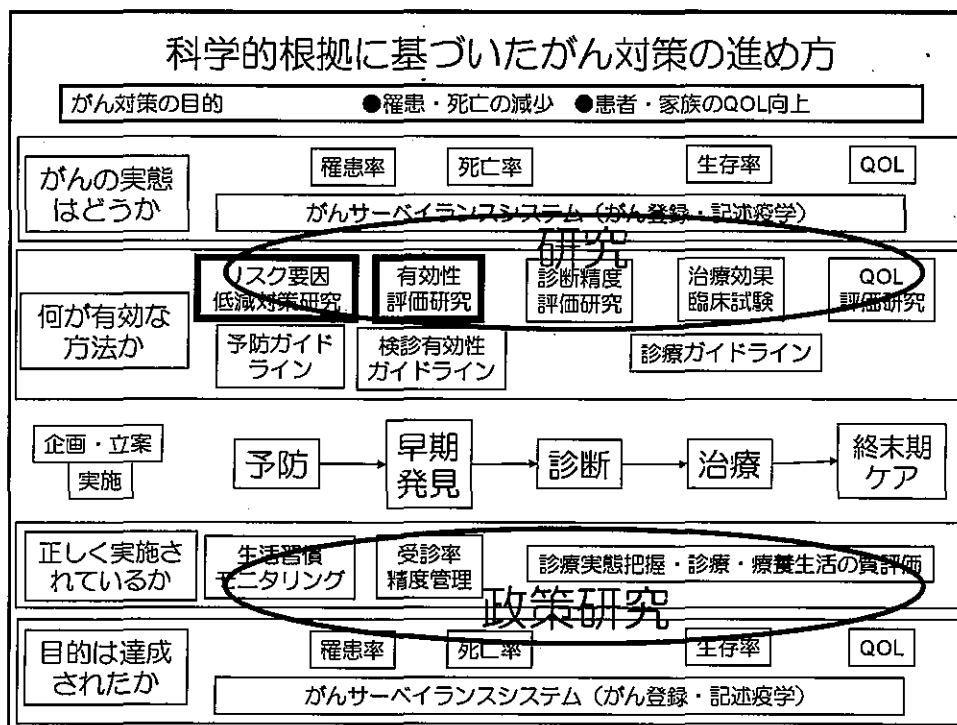 科学的根拠に基づいたがん対策の進め方
がん対策の目的 ●罹患・死亡の減少 ●患者・家族のQOL向上
がんの実態
はどうか
罹患率 死亡率 生存率 QOL
がんサーベイランスシステム（がん登録・記述疫学）
研究
何が有効な
方法か
リスク要因
低減対策研究
有効性
評価研究
診断精度
評価研究
治療効果
臨床試験
QOL
評価研究
予防ガイド
ライン
検診有効性
ガイドライン
診療ガイドライン
企画・立案
実施
予防
早期
発見
診断
治療
終末期
ケア
正しく実施さ
れているか
生活習慣
モニタリング
受診率
精度管理
診療実態把握・診療・療養生活の質評価
政策研究
目的は達成
されたか
罹患率 死亡率 生存率 QOL
がんサーベイランスシステム（がん登録・記述疫学）